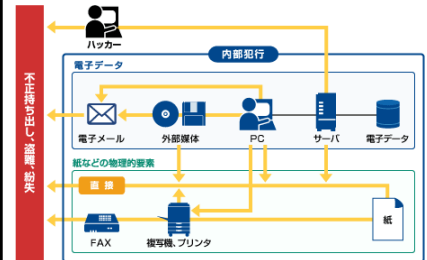 ハッカー
内部犯行
電子データ
不正持ち出し、盗難、紛失
電子メール
外部媒体
PC
サーバ
電子データ
紙などの物理的要素
直接
紙
FAX
複写機、プリンタ